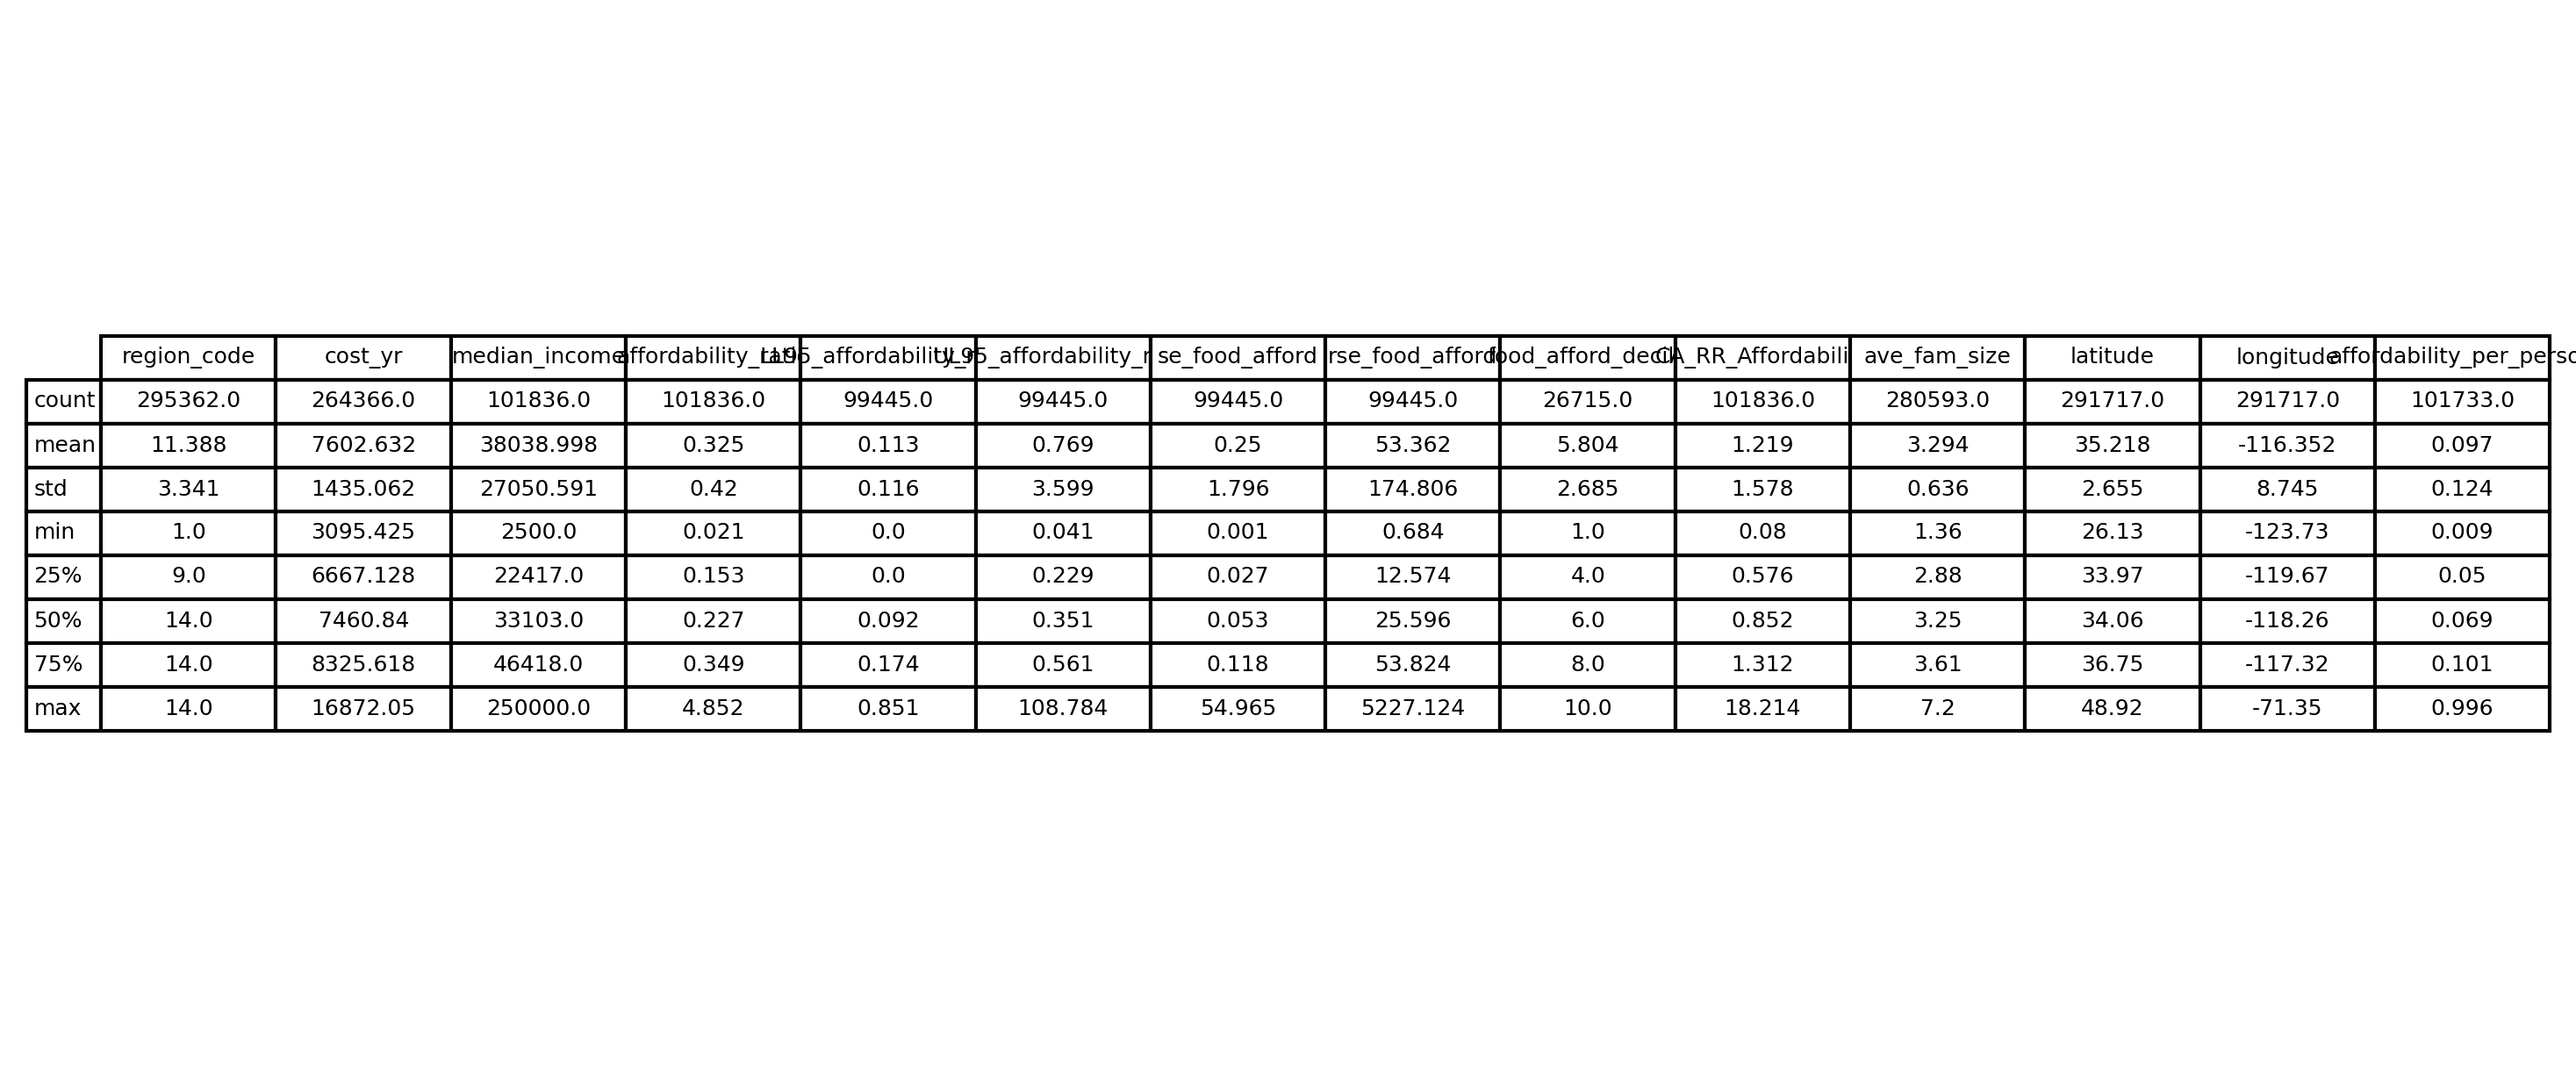 region_code cost_yr median_income affordability_ratio LL95_affordability_r UL95_affordability_r se_food_afford rse_food_afford food_afford_decil CA_RR_Affordabili ave_fam_size latitude longitude affordability_per_perso
count 295362.0 264366.0 101836.0 101836.0 99445.0 99445.0 99445.0 99445.0 26715.0 101836.0 280593.0 291717.0 291717.0 101733.0
mean 11.388 7602.632 38038.998 0.325 0.113 0.769 0.25 53.362 5.804 1.219 3.294 35.218 -116.352 0.097
std 3.341 1435.062 27050.591 0.42 0.116 3.599 1.796 174.806 2.685 1.578 0.636 2.655 8.745 0.124
min 1.0 3095.425 2500.0 0.021 0.0 0.041 0.001 0.684 1.0 0.08 1.36 26.13 -123.73 0.009
25% 9.0 6667.128 22417.0 0.153 0.0 0.229 0.027 12.574 4.0 0.576 2.88 33.97 -119.67 0.05
50% 14.0 7460.84 33103.0 0.227 0.092 0.351 0.053 25.596 6.0 0.852 3.25 34.06 -118.26 0.069
75% 14.0 8325.618 46418.0 0.349 0.174 0.561 0.118 53.824 8.0 1.312 3.61 36.75 -117.32 0.101
max 14.0 16872.05 250000.0 4.852 0.851 108.784 54.965 5227.124 10.0 18.214 7.2 48.92 -71.35 0.996